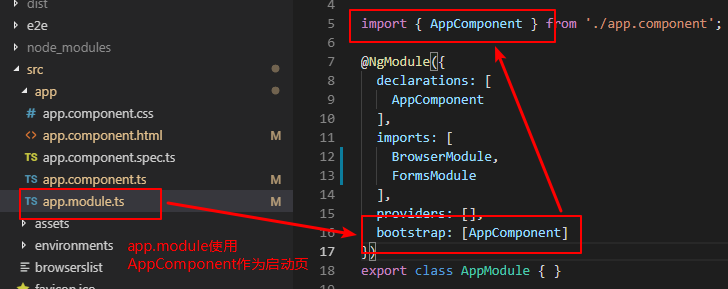 dist
e2e
node_modules
src
app
app.component.css
app.component.html M
TS app.component.spec.ts
TS app.component.ts M
TS app.module.ts M
assets
environments
browserslist
favicon.ico
app.module使用
AppComponent作为启动页
4
5 import { AppComponent } from './app.component';
6
7 @NgModule({
8 declarations: [
9 AppComponent
10 ],
11 imports: [
12 BrowserModule,
13 FormsModule
14 ],
15 providers: [],
16 bootstrap: [AppComponent]
17 })
18 export class AppModule { }